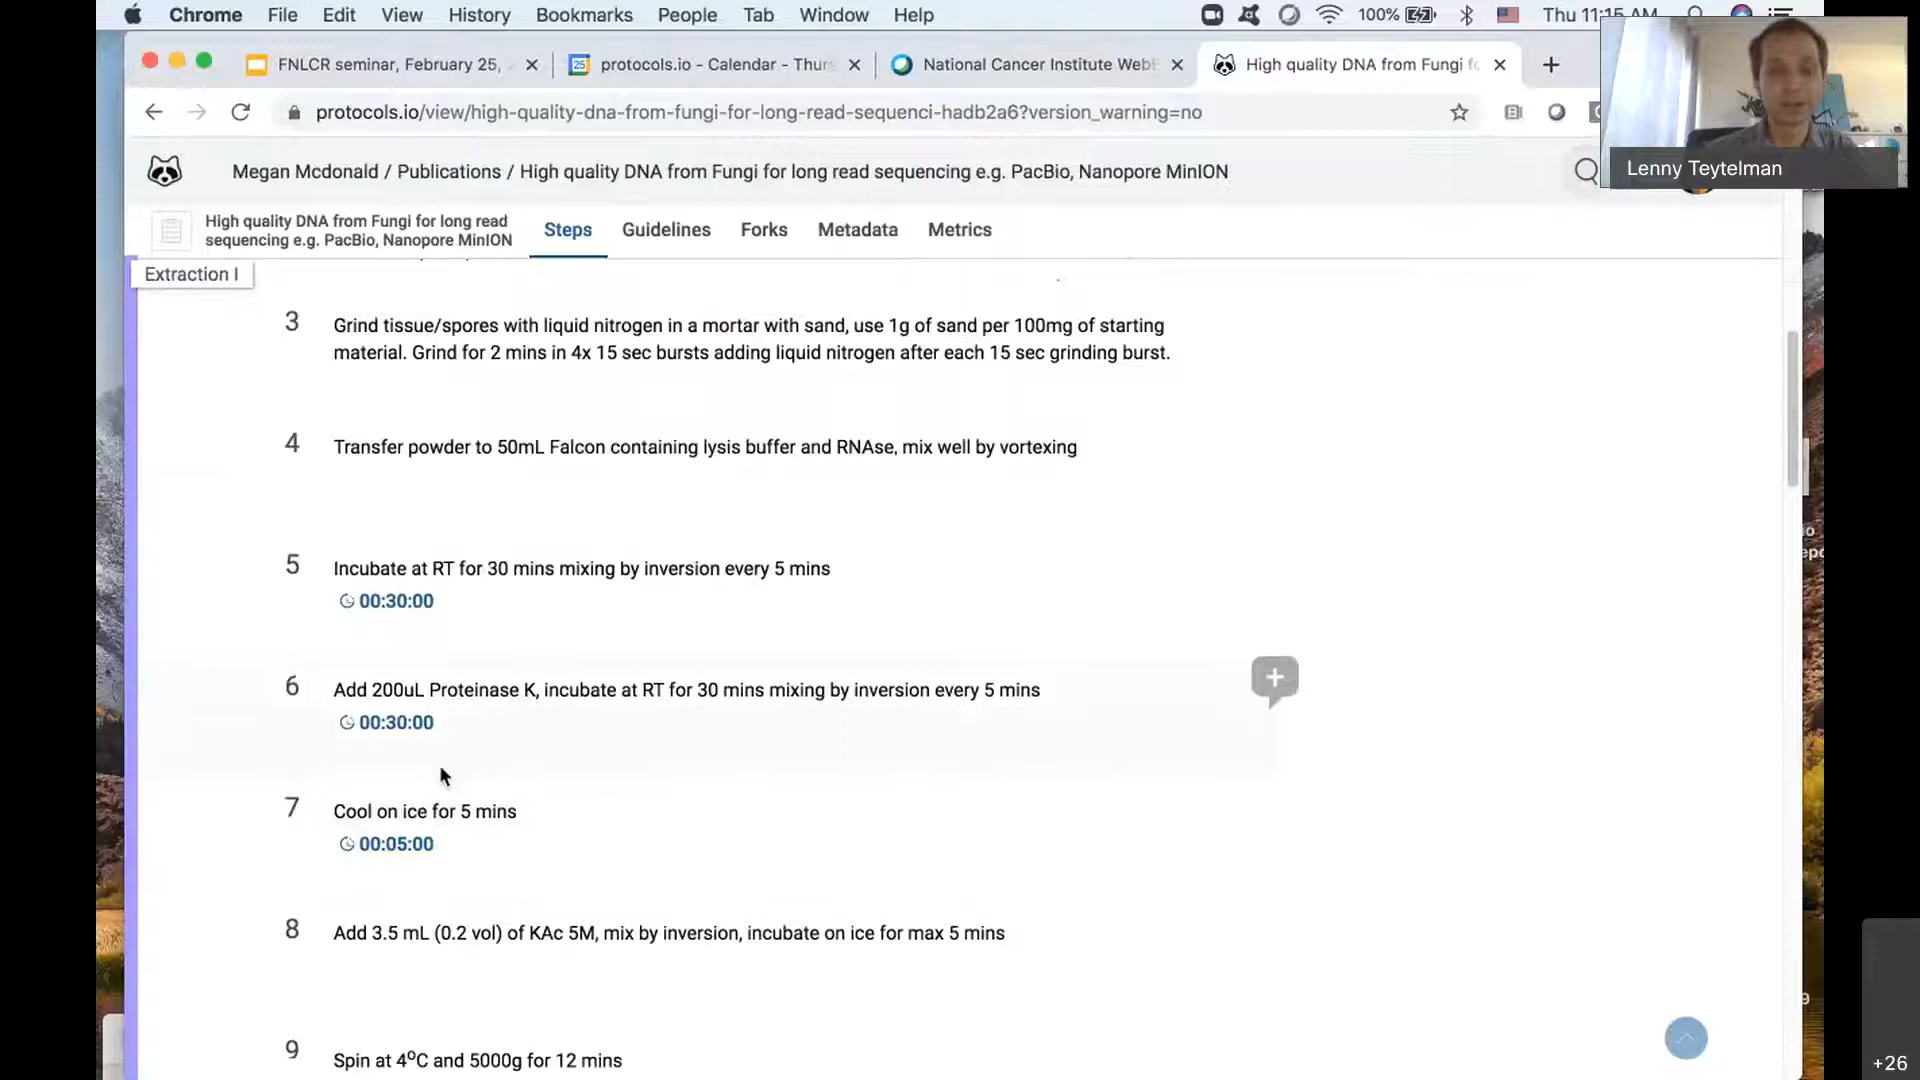 Chrome File Edit View History Bookmarks People Tab Window Help 100% Thu 11:15 AM
FNLCR seminar, February 25,
protocols.io - Calendar - Thurs
National Cancer Institute WebE
High quality DNA from Fungi fo
protocols.io/view/high-quality-dna-from-fungi-for-long-read-sequenci-hadb2a6?version_warning=no
Lenny Teytelman
Megan Mcdonald / Publications / High quality DNA from Fungi for long read sequencing e.g. PacBio, Nanopore MinION
High quality DNA from Fungi for long read
sequencing e.g. PacBio, Nanopore MinION
Steps Guidelines Forks Metadata Metrics
Extraction I
3 Grind tissue/spores with liquid nitrogen in a mortar with sand, use 1g of sand per 100mg of starting
material. Grind for 2 mins in 4x 15 sec bursts adding liquid nitrogen after each 15 sec grinding burst.
4 Transfer powder to 50mL Falcon containing lysis buffer and RNAse, mix well by vortexing
5 Incubate at RT for 30 mins mixing by inversion every 5 mins
00:30:00
6 Add 200uL Proteinase K, incubate at RT for 30 mins mixing by inversion every 5 mins
00:30:00
7 Cool on ice for 5 mins
00:05:00
8 Add 3.5 mL (0.2 vol) of KAc 5M, mix by inversion, incubate on ice for max 5 mins
9 Spin at 4⁰C and 5000g for 12 mins
+26